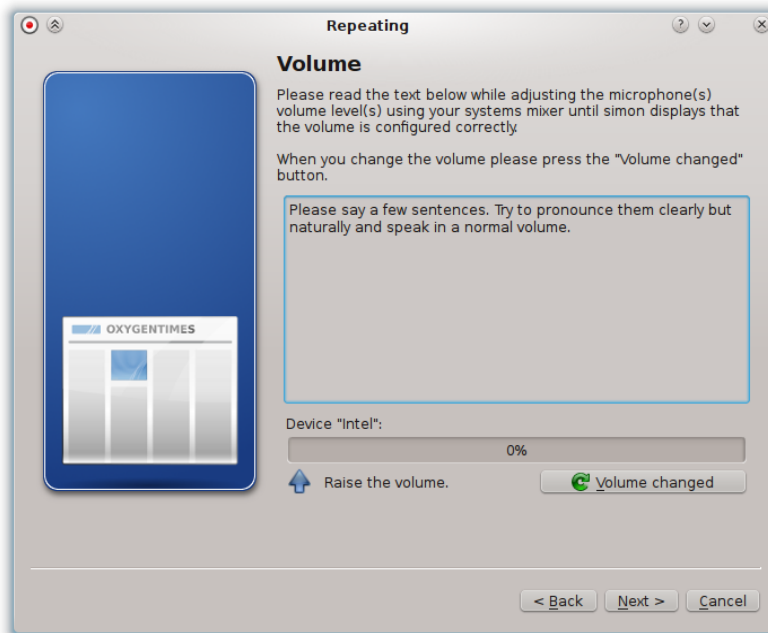 Repeating
Volume
Please read the text below while adjusting the microphone(s)
volume level(s) using your systems mixer until simon displays that
the volume is configured correctly.
When you change the volume please press the "Volume changed"
button.
Please say a few sentences. Try to pronounce them clearly but
naturally and speak in a normal volume.
OXYGENTIMES
Device "Intel":
0%
Raise the volume.
Volume changed
< Back
Next >
Cancel